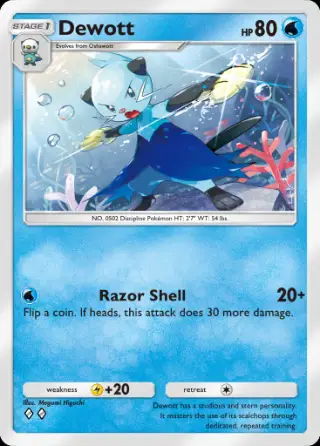 STAGE 1
Dewott
HP 80
Evolves from Oshawott
NO. 0502 Discipline Pokémon HT: 2'7" WT: 54 lbs.
Razor Shell 20+
Flip a coin. If heads, this attack does 30 more damage.
weakness +20 retreat
Illus. Megumi Higuchi
Dewott has a studious and stern personality.
It masters the use of its scalchops through
dedicated, repeated training.